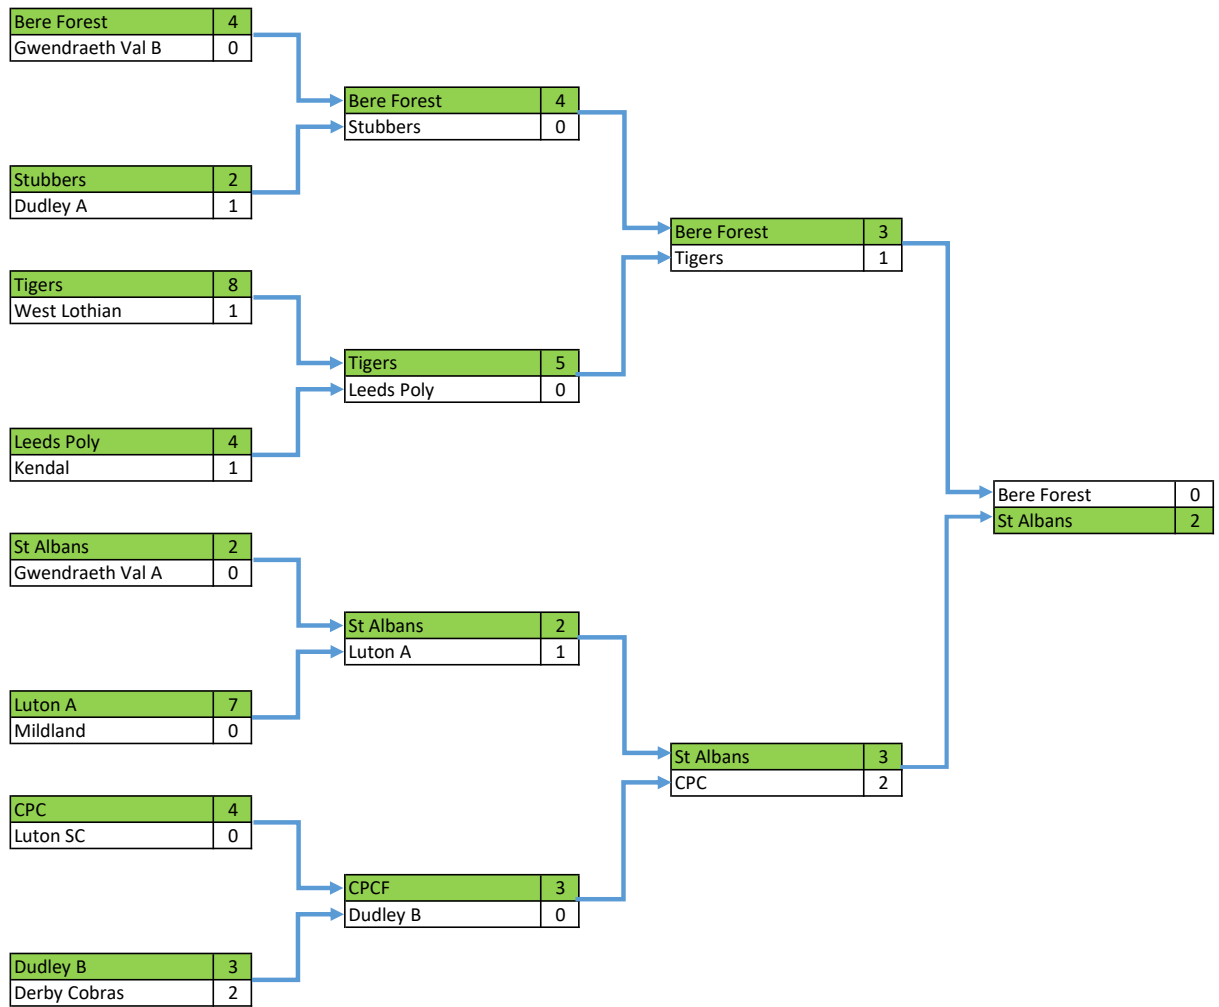 Bere Forest 4
Gwendraeth Val B 0
Stubbers 2
Dudley A 1
Tigers 8
West Lothian 1
Leeds Poly 4
Kendal 1
St Albans 2
Gwendraeth Val A 0
Luton A 7
Mildland 0
CPC 4
Luton SC 0
Dudley B 3
Derby Cobras 2
Bere Forest 4
Stubbers 0
Tigers 5
Leeds Poly 0
St Albans 2
Luton A 1
CPCF 3
Dudley B 0
Bere Forest 3
Tigers 1
St Albans 3
CPC 2
Bere Forest 0
St Albans 2